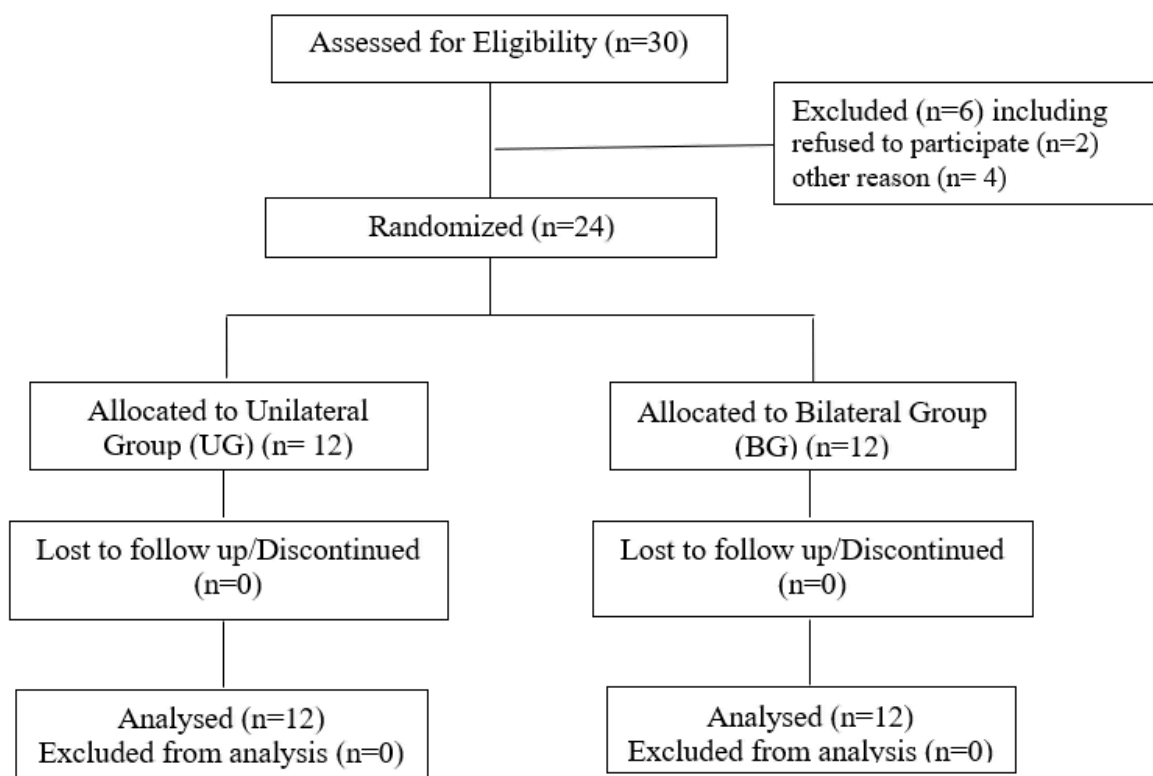 Assessed for Eligibility (n=30)
Excluded (n=6) including
refused to participate (n=2)
other reason (n= 4)
Randomized (n=24)
Allocated to Unilateral
Group (UG) (n= 12)
Allocated to Bilateral Group
(BG) (n=12)
Lost to follow up/Discontinued
(n=0)
Lost to follow up/Discontinued
(n=0)
Analysed (n=12)
Excluded from analysis (n=0)
Analysed (n=12)
Excluded from analysis (n=0)